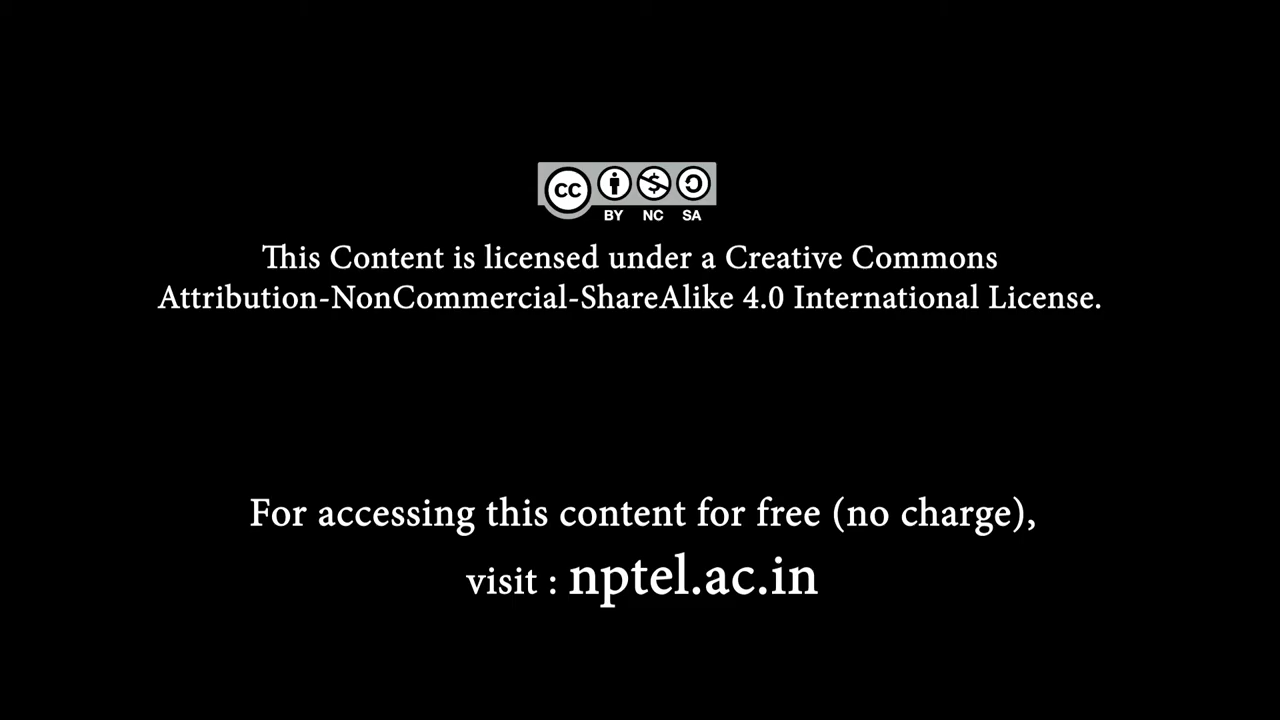 CC BY NC SA
This Content is licensed under a Creative Commons
Attribution-NonCommercial-ShareAlike 4.0 International License.
For accessing this content for free (no charge),
visit : nptel.ac.in